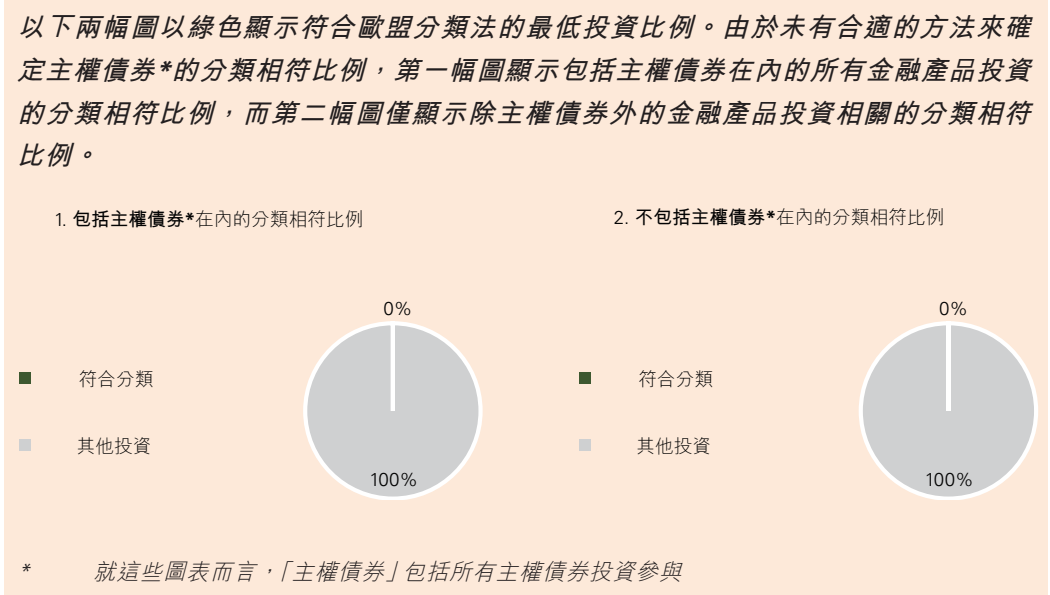 以下兩幅圖以綠色顯示符合歐盟分類法的最低投資比例。由於未有合適的方法來確
定主權債券*的分類相符比例，第一幅圖顯示包括主權債券在內的所有金融產品投資
的分類相符比例，而第二幅圖僅顯示除主權債券外的金融產品投資相關的分類相符
比例。
1. 包括主權債券*在內的分類相符比例
0%
符合分類
其他投資
100%
2. 不包括主權債券*在內的分類相符比例
0%
符合分類
其他投資
100%
* 就這些圖表而言，「主權債券」包括所有主權債券投資參與